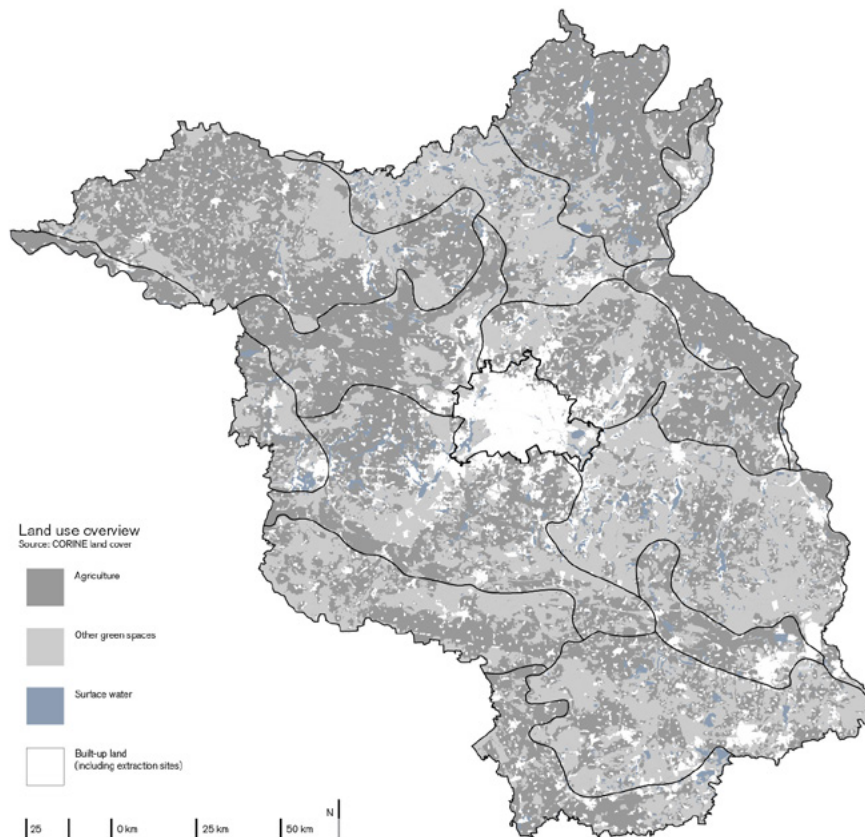 Land use overview
Source: CORINE land cover
Agriculture
Other green spaces
Surface water
Built-up land
(including extraction sites)
N
25
0 km
25 km
50 km